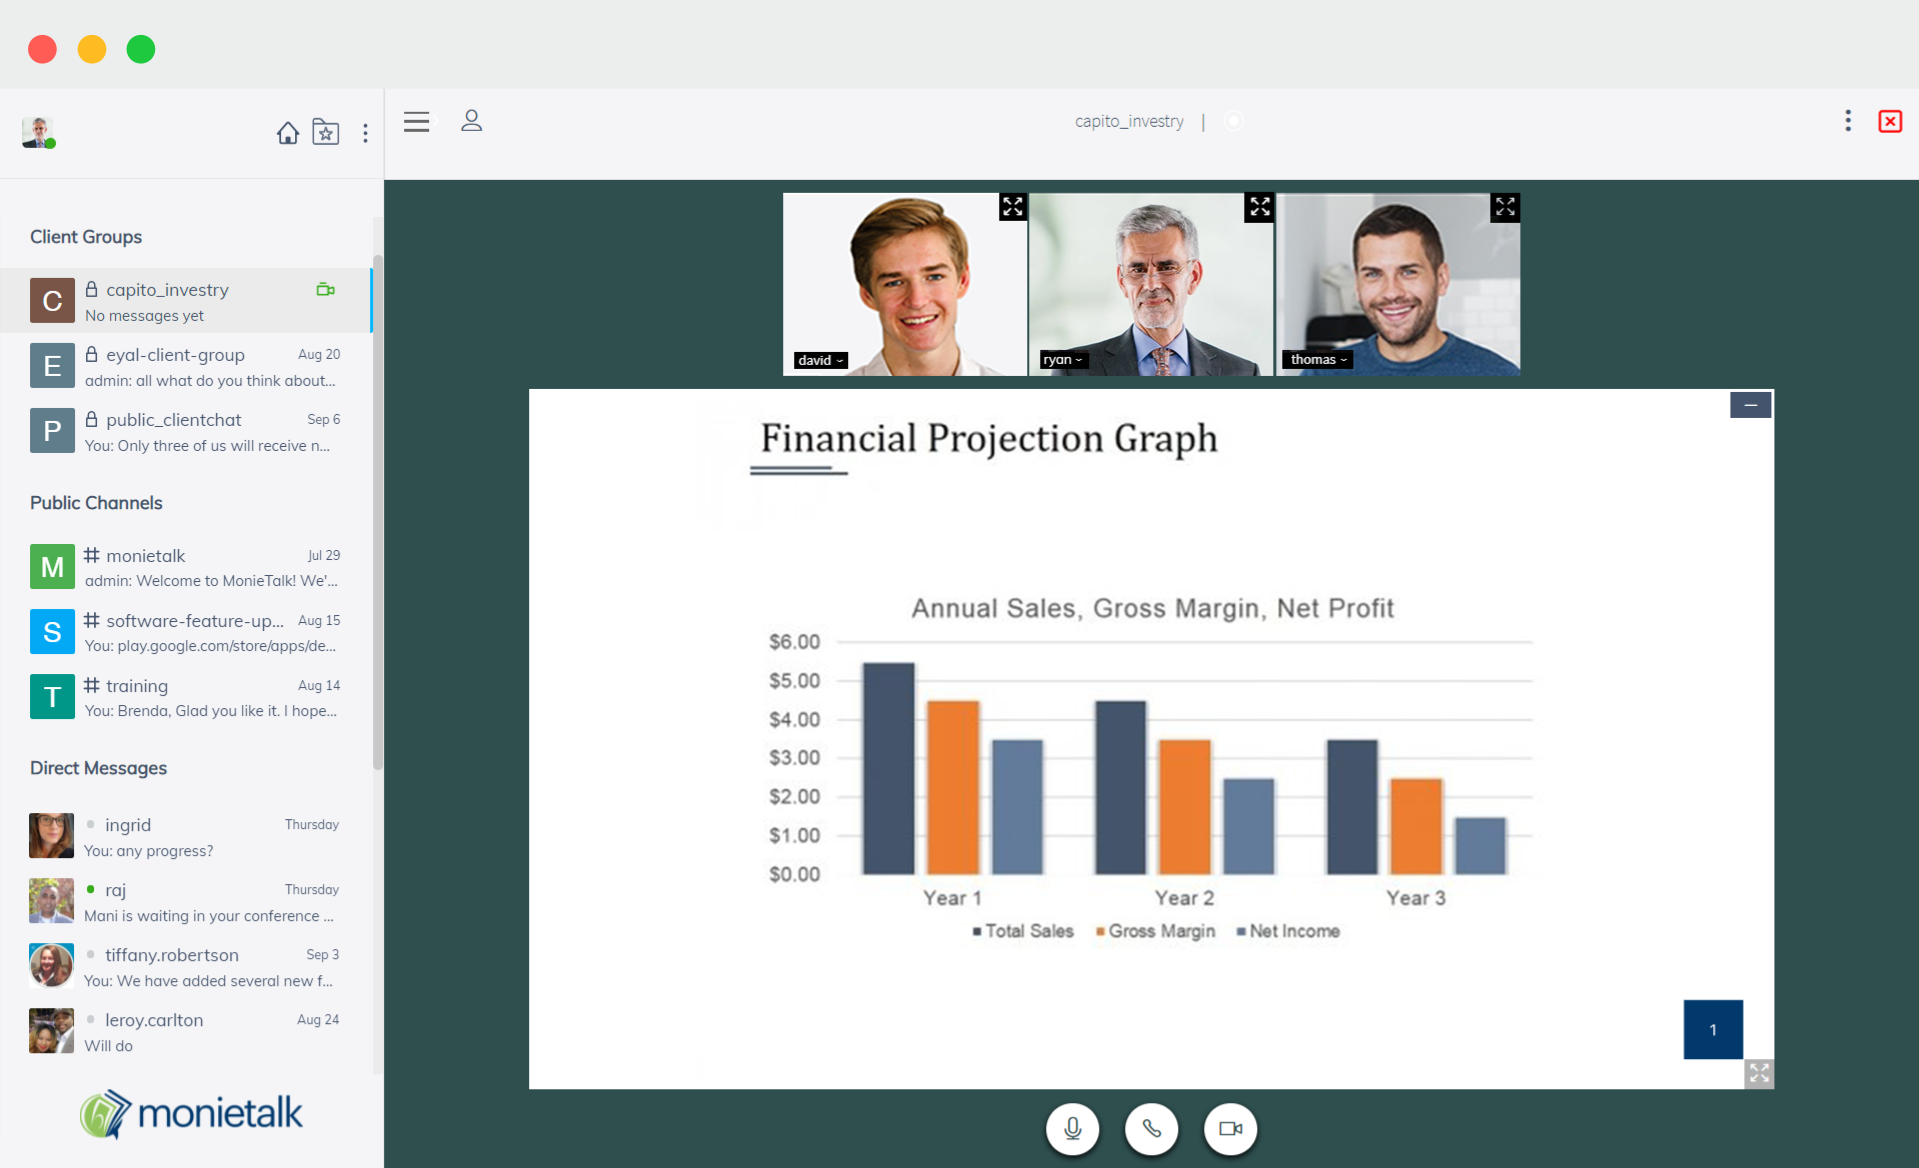 capito_investry |
Client Groups
C
capito_investry
No messages yet
E
eyal-client-group
Aug 20
admin: all what do you think about...
P
public_clientchat
Sep 6
You: Only three of us will receive n...
Public Channels
M
# monietalk
Jul 29
admin: Welcome to MonieTalk! We'...
S
# software-feature-up...
Aug 15
You: play.google.com/store/apps/de...
T
# training
Aug 14
You: Brenda, Glad you like it. I hope...
Direct Messages
ingrid
Thursday
You: any progress?
raj
Thursday
Mani is waiting in your conference ...
tiffany.robertson
Sep 3
You: We have added several new f...
leroy.carlton
Aug 24
Will do
monietalk
david
ryan
thomas
Financial Projection Graph
Annual Sales, Gross Margin, Net Profit
$6.00
$5.00
$4.00
$3.00
$2.00
$1.00
$0.00
Year 1 Year 2 Year 3
Total Sales Gross Margin Net Income
1